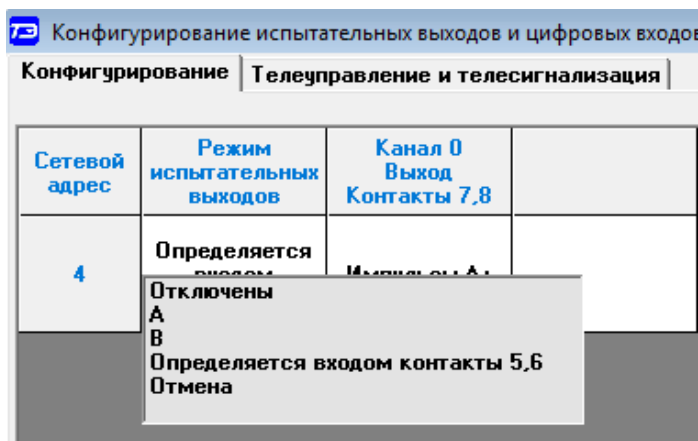 ТЭ Конфигурирование испытательных выходов и цифровых входов
Конфигурирование Телеуправление и телесигнализация
Сетевой адрес
Режим испытательных выходов
Канал 0 Выход Контакты 7,8
4
Определяется
Отключены
A
B
Определяется входом контакты 5,6
Отмена